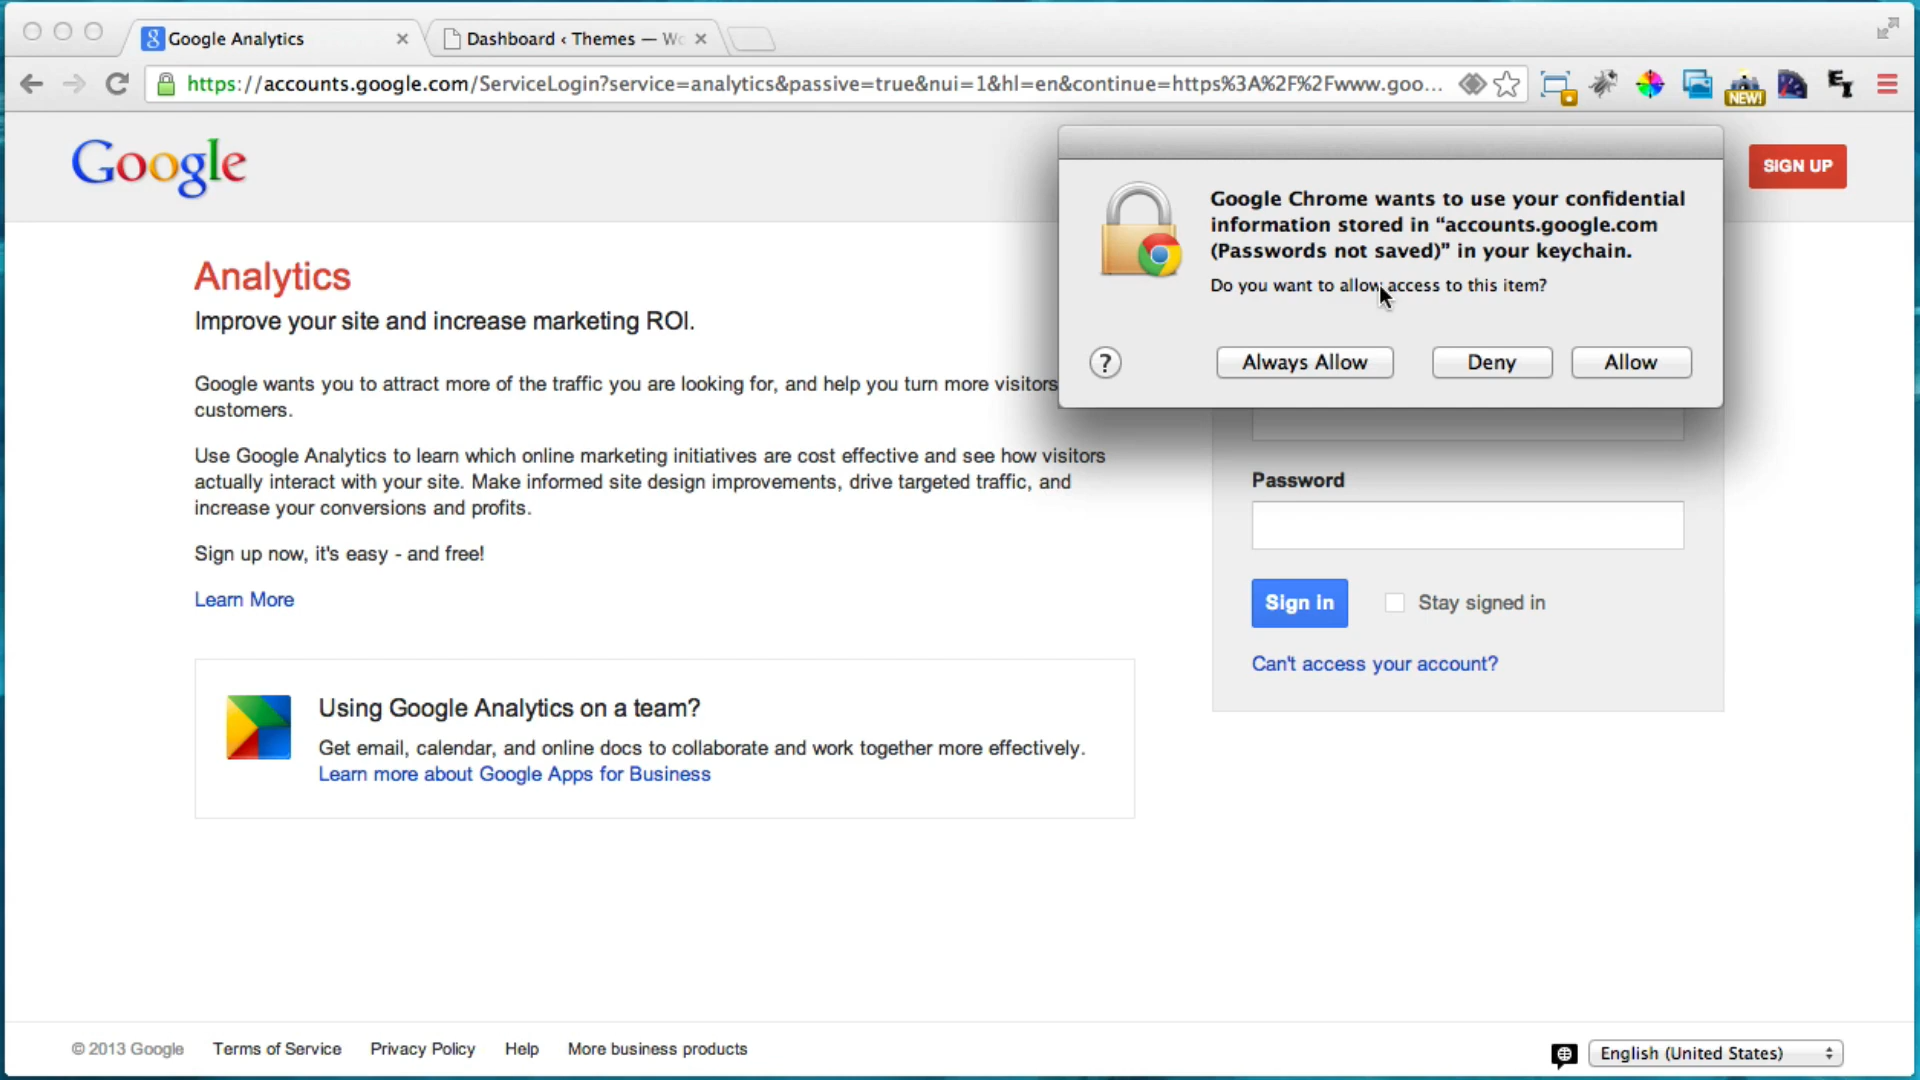 Google Analytics
Dashboard ‹ Themes — Wo
https://accounts.google.com/ServiceLogin?service=analytics&passive=true&nui=1&hl=en&continue=https%3A%2F%2Fwww.goo...
NEW!
Google
SIGN UP
Google Chrome wants to use your confidential
information stored in “accounts.google.com
(Passwords not saved)” in your keychain.
Do you want to allow access to this item?
?
Always Allow
Deny
Allow
Analytics
Improve your site and increase marketing ROI.
Google wants you to attract more of the traffic you are looking for, and help you turn more visitors
customers.
Use Google Analytics to learn which online marketing initiatives are cost effective and see how visitors
actually interact with your site. Make informed site design improvements, drive targeted traffic, and
increase your conversions and profits.
Sign up now, it's easy - and free!
Learn More
Password
Sign in
Stay signed in
Can't access your account?
Using Google Analytics on a team?
Get email, calendar, and online docs to collaborate and work together more effectively.
Learn more about Google Apps for Business
© 2013 Google
Terms of Service
Privacy Policy
Help
More business products
English (United States)